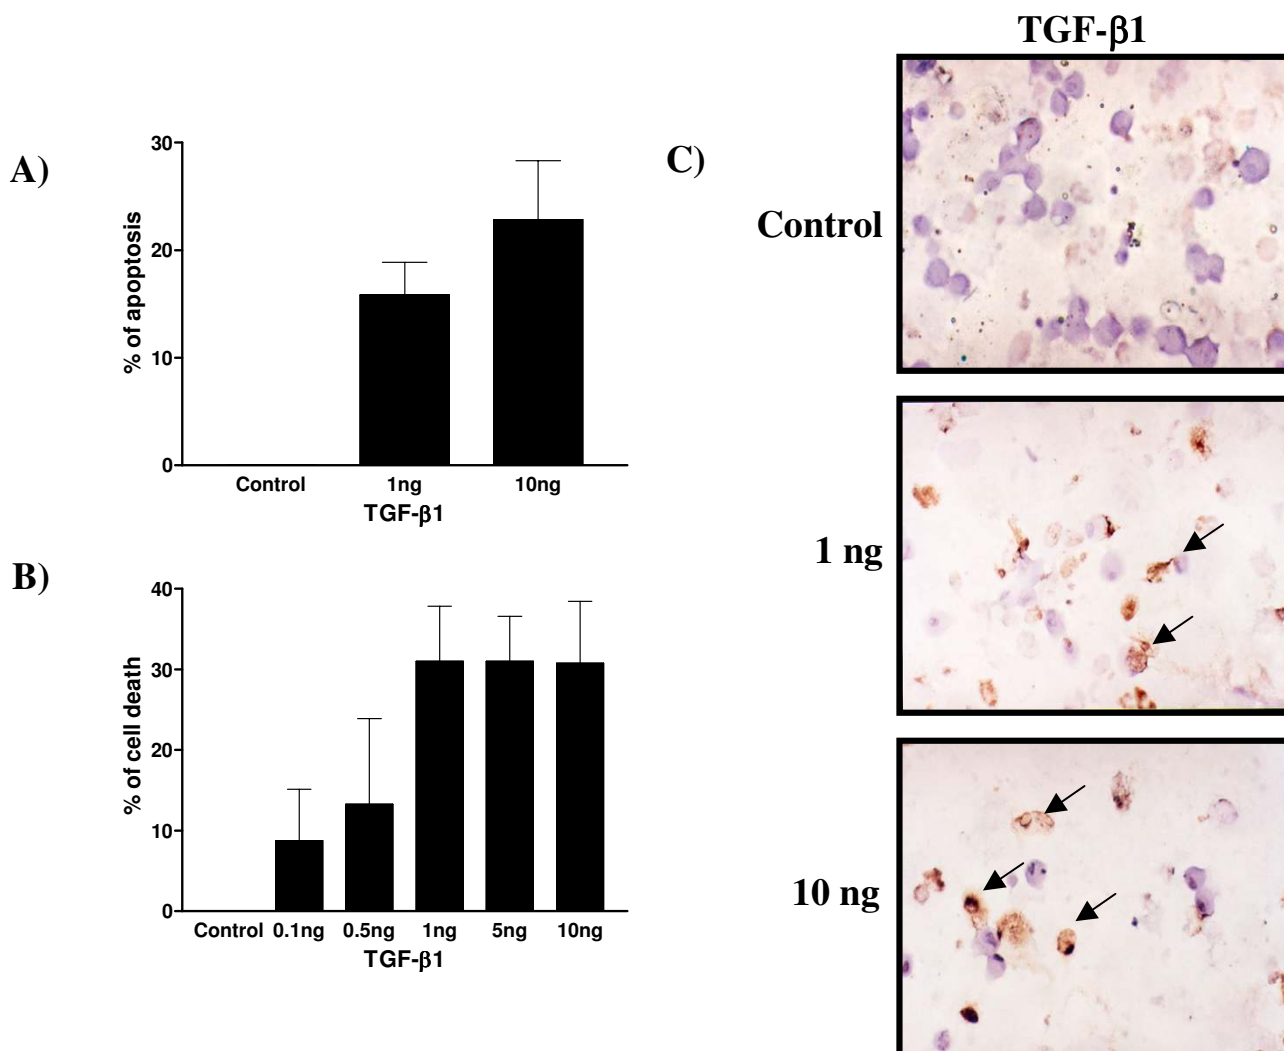 A)
30
20
10
0
% of apoptosis
Control 1ng 10ng
TGF-β1
B)
40
30
20
10
0
% of cell death
Control 0.1ng 0.5ng 1ng 5ng 10ng
TGF-β1
C)
TGF-β1
Control
1 ng
10 ng